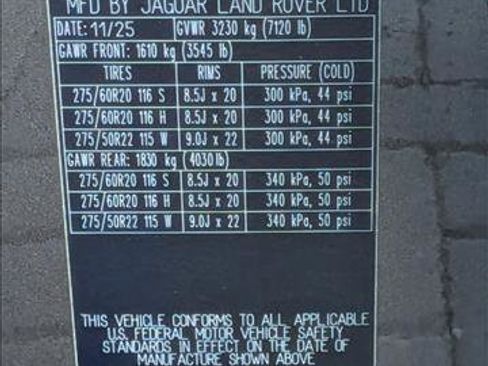 MFD BY JAGUAR LAND ROVER LTD
DATE: 11/25 GVWR 3230 kg (7120 lb)
GAWR FRONT: 1610 kg (3545 lb)
TIRES RIMS PRESSURE (COLD)
275/60R20 116 S 8.5J x 20 300 kPa, 44 psi
275/60R20 116 H 8.5J x 20 300 kPa, 44 psi
275/50R22 115 W 9.0J x 22 300 kPa, 44 psi
GAWR REAR: 1830 kg (4030 lb)
275/60R20 116 S 8.5J x 20 340 kPa, 50 psi
275/60R20 116 H 8.5J x 20 340 kPa, 50 psi
275/50R22 115 W 9.0J x 22 340 kPa, 50 psi
THIS VEHICLE CONFORMS TO ALL APPLICABLE
U.S. FEDERAL MOTOR VEHICLE SAFETY
STANDARDS IN EFFECT ON THE DATE OF
MANUFACTURE SHOWN ABOVE